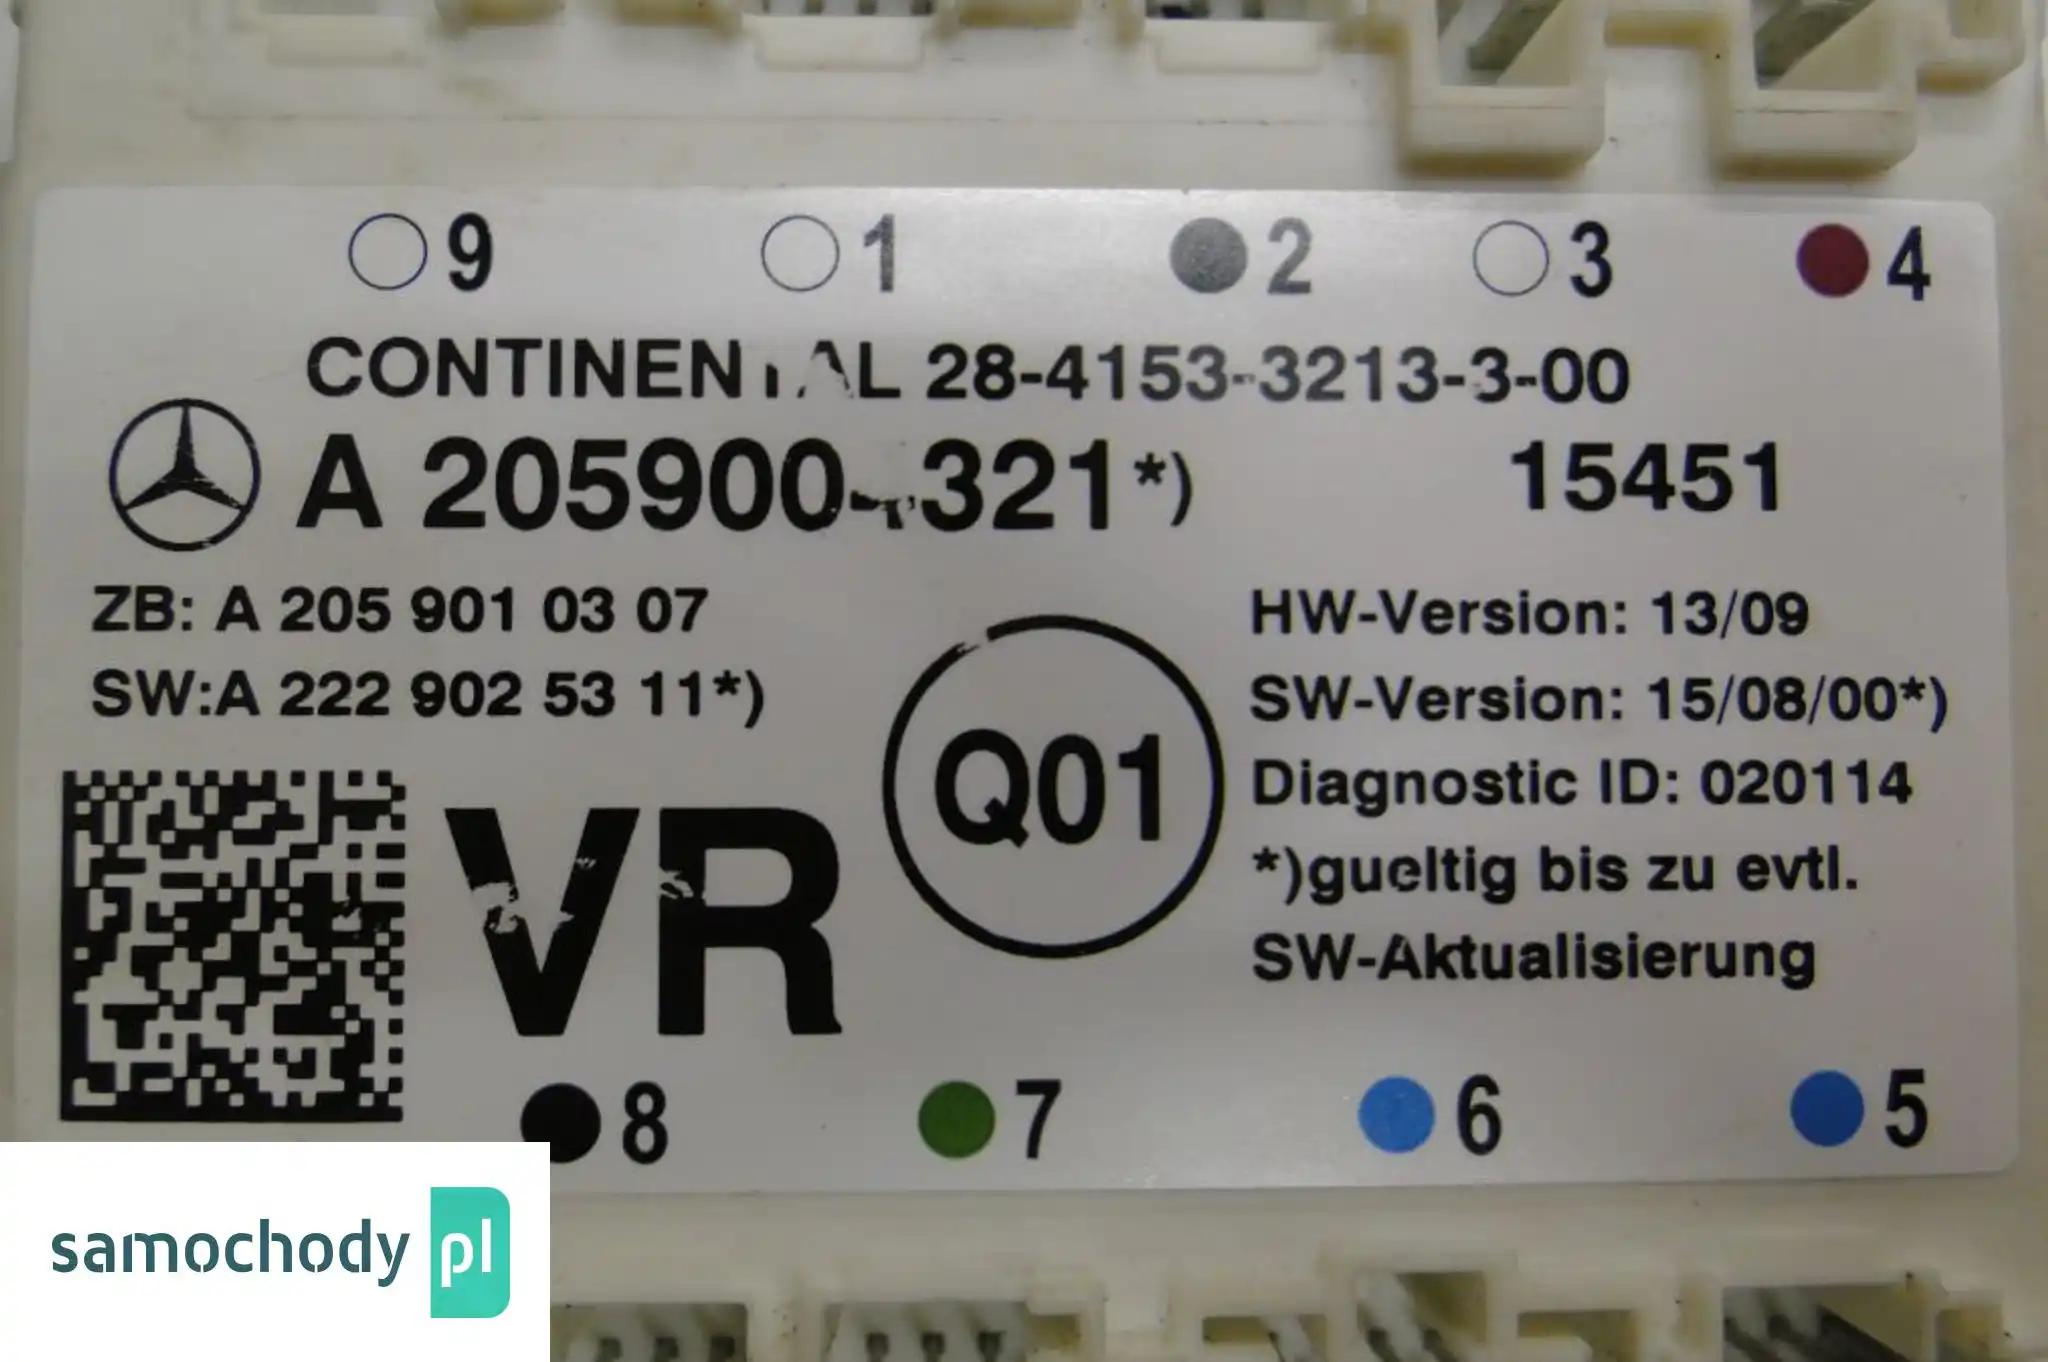 9 1 2 3 4
CONTINENTAL 28-4153-3213-3-00
A 2059004321*) 15451
ZB: A 205 901 03 07
HW-Version: 13/09
SW:A 222 902 53 11*)
SW-Version: 15/08/00*)
Q01
Diagnostic ID: 020114
VR
*)gueltig bis zu evtl.
SW-Aktualisierung
8 7 6 5
samochody pl